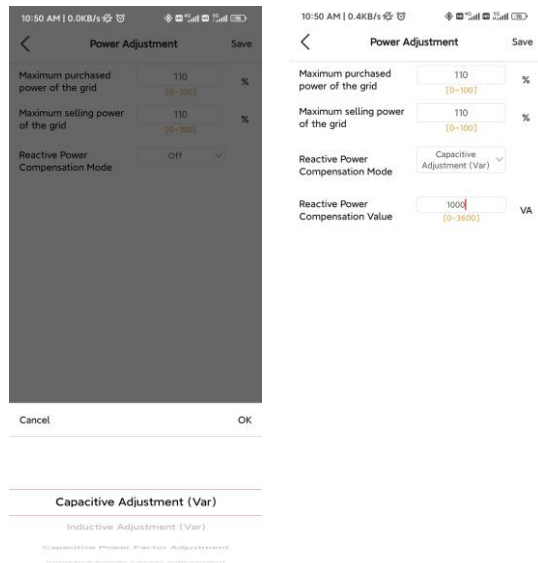 10:50 AM | 0.0KB/s
Power Adjustment
Save
Maximum purchased
power of the grid
110
%
[0~100]
Maximum selling power
of the grid
110
%
[0~100]
Reactive Power
Compensation Mode
Off
Cancel
OK
Capacitive Adjustment (Var)
Inductive Adjustment (Var)
Capacitive Power Factor Adjustment
10:50 AM | 0.4KB/s
Power Adjustment
Save
Maximum purchased
power of the grid
110
%
[0~100]
Maximum selling power
of the grid
110
%
[0~100]
Reactive Power
Compensation Mode
Capacitive
Adjustment (Var)
Reactive Power
Compensation Value
1000
VA
[0~3600]